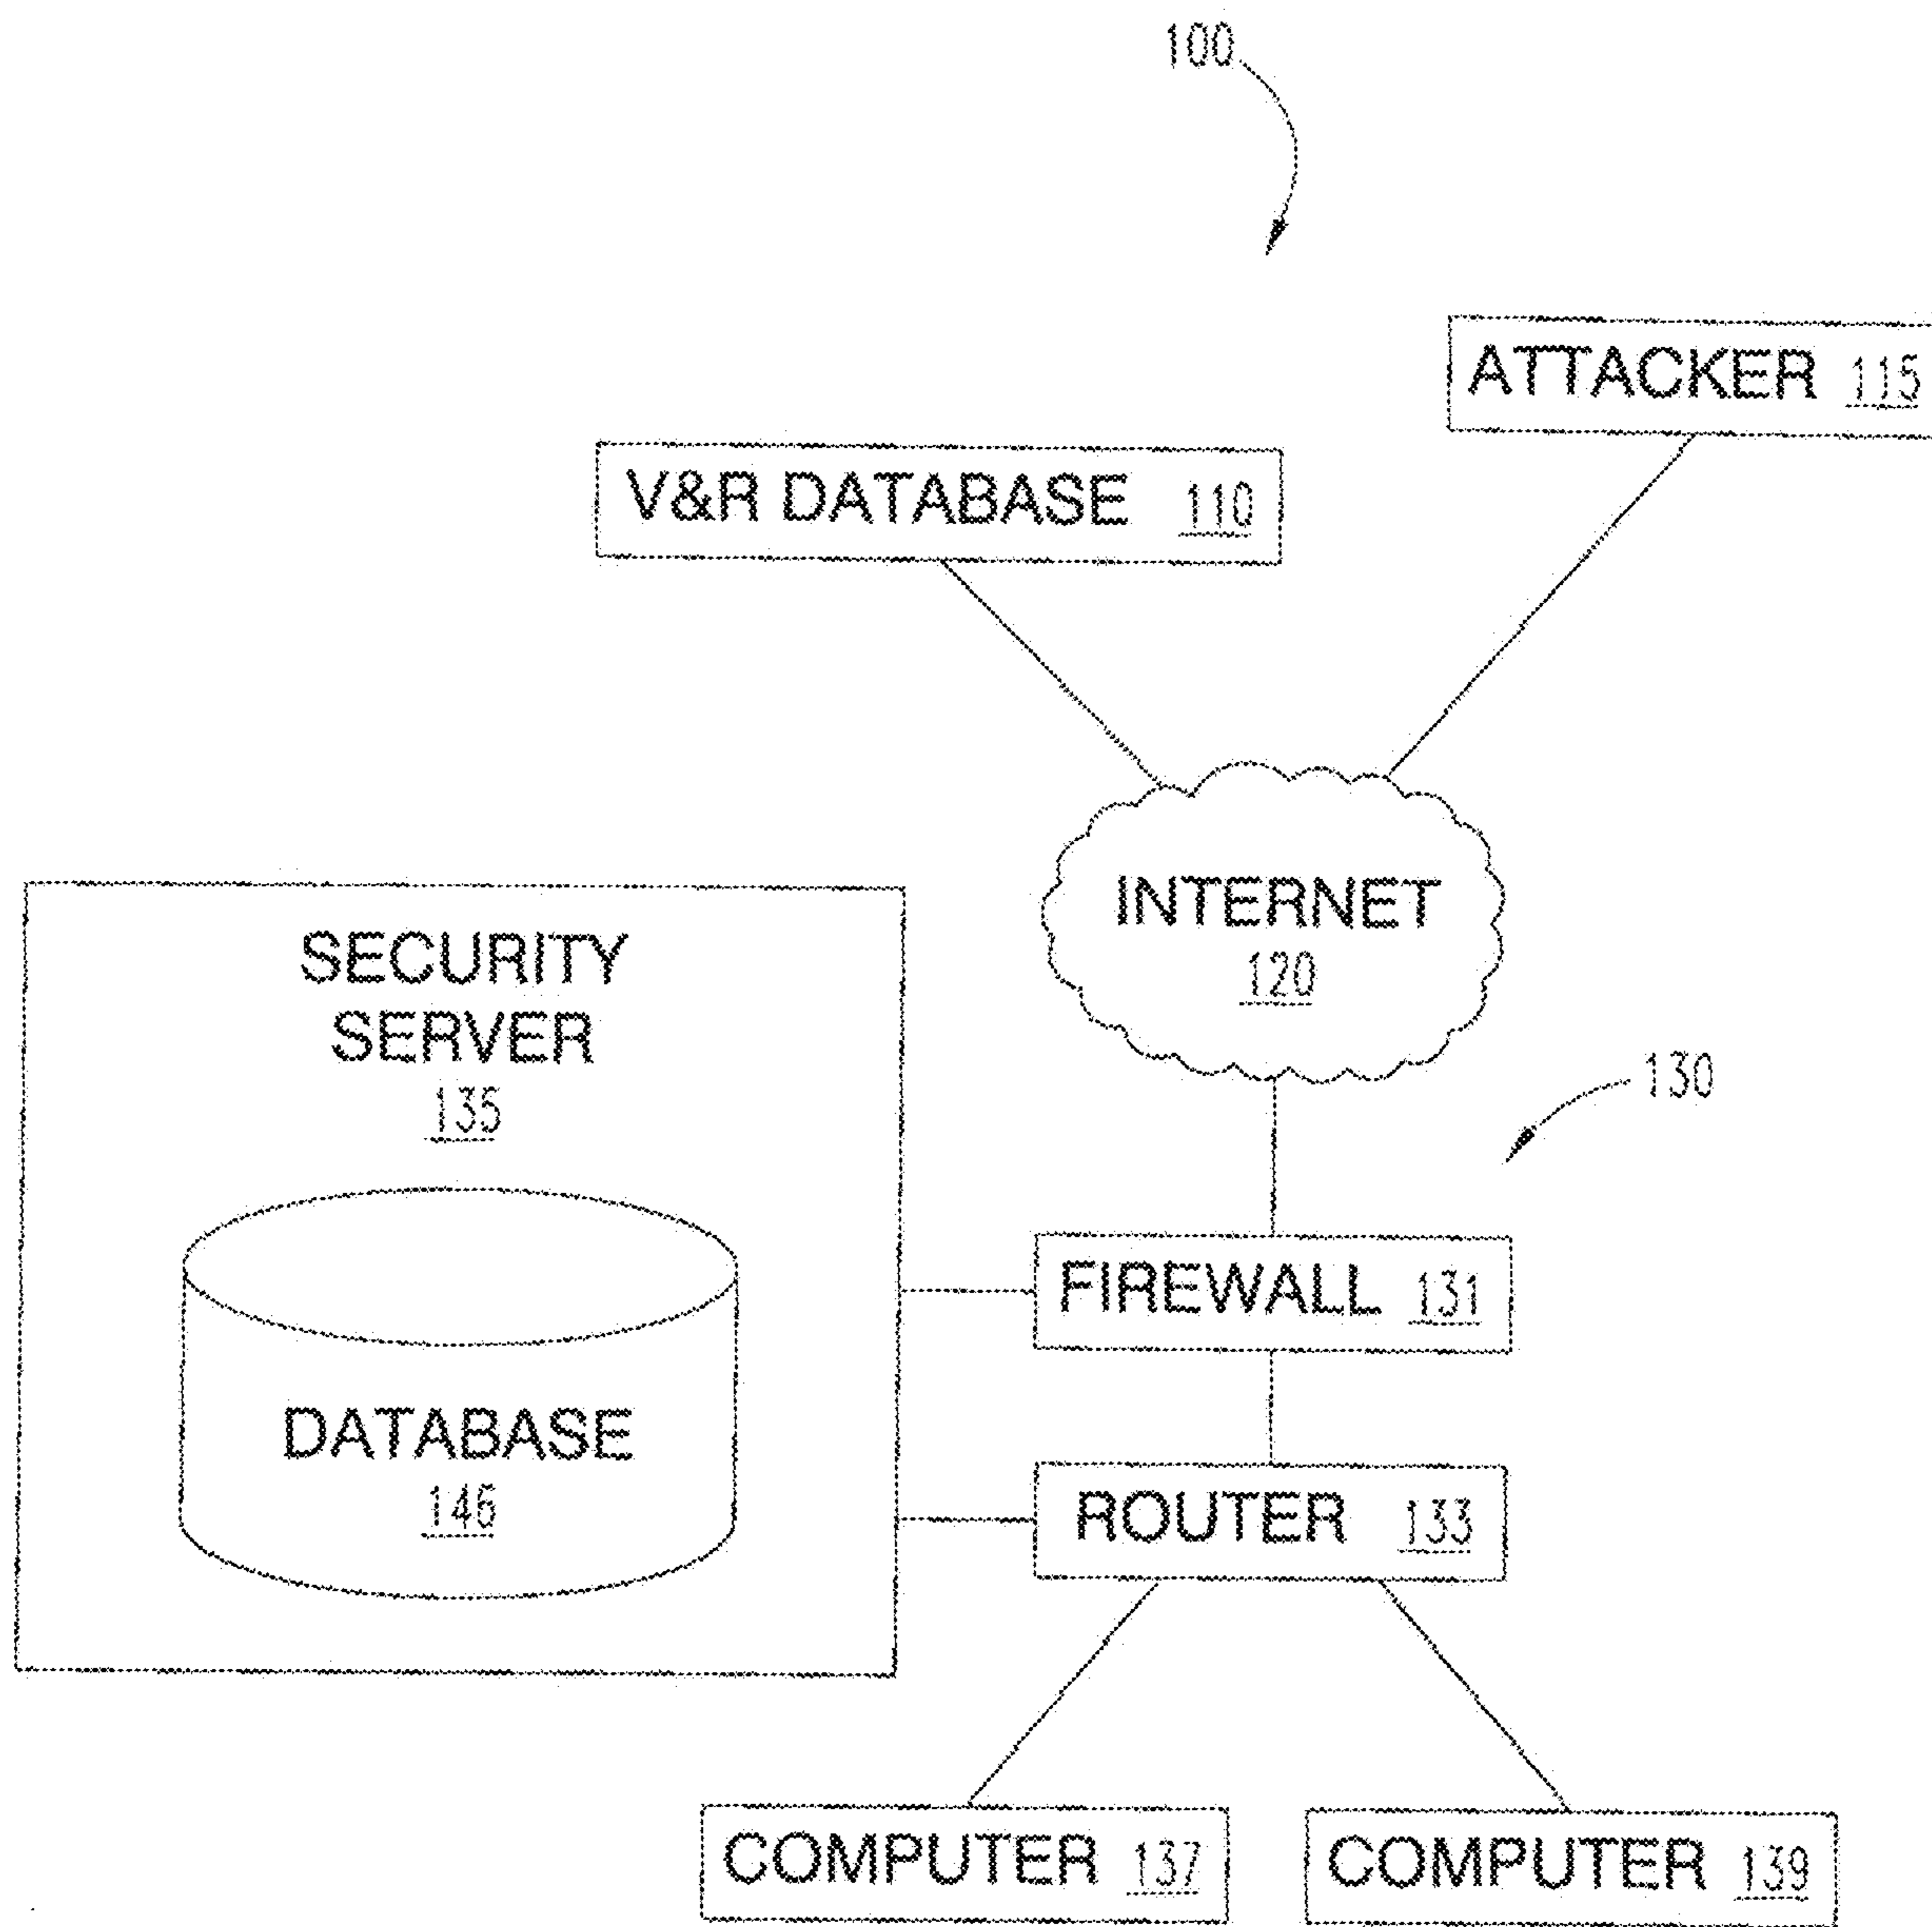 100
ATTACKER 115
V&R DATABASE 110
INTERNET
120
SECURITY
SERVER
135
130
FIREWALL 131
DATABASE
146
ROUTER 133
COMPUTER 137
COMPUTER 139